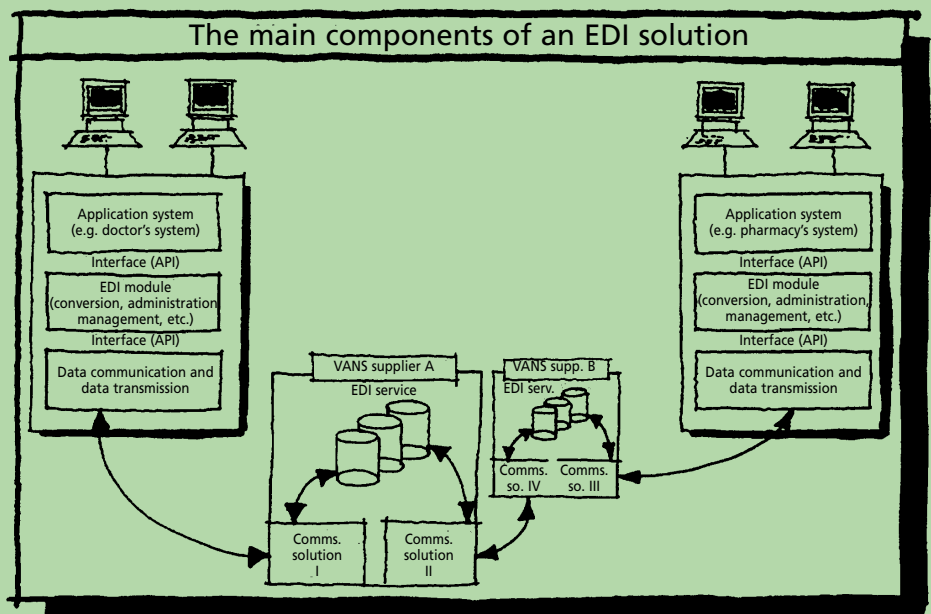 The main components of an EDI solution
Application system
(e.g. doctor's system)
Interface (API)
EDI module
(conversion, administration
management, etc.)
Interface (API)
Data communication and
data transmission
VANS supplier A
EDI service
Comms.
solution
I
Comms.
solution
II
VANS supp. B
EDI serv.
Comms.
so. IV
Comms.
so. III
Application system
(e.g. pharmacy's system)
Interface (API)
EDI module
(conversion, administration,
management, etc.)
Interface (API)
Data communication and
data transmission